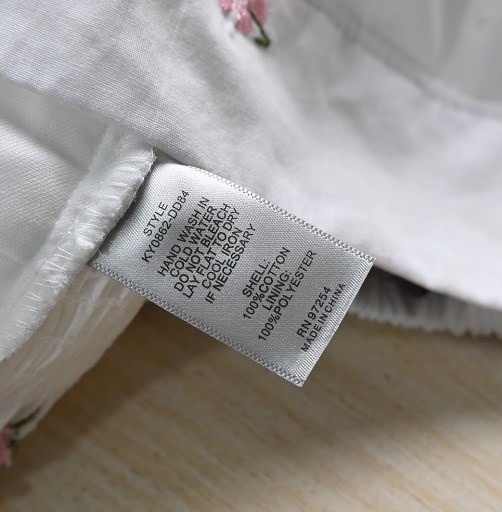 STYLE
KY0862-DD84
HAND WASH IN
COLD WATER
DO NOT BLEACH
LAY FLAT TO DRY
COOL IRON
IF NECESSARY
SHELL:
100%COTTON
LINING:
100%POLYESTER
RN 97254
MADE IN CHINA